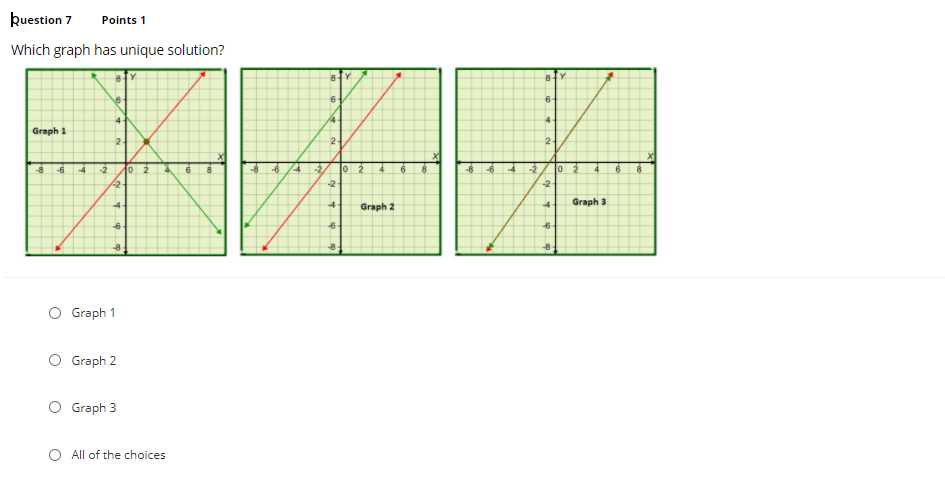 Question 7 Points 1
Which graph has unique solution?
8 Y
6
4
Graph 1
2
X
-8 -6 -4 -2 0 2 4 6 8
-2
-4
-6
-8
8 Y
6
4
2
X
-8 -6 -4 -2 0 2 4 6 8
-2
-4
Graph 2
-6
-8
8 Y
6
4
2
X
-8 -6 -4 -2 0 2 4 6 8
-2
-4
Graph 3
-6
-8
Graph 1
Graph 2
Graph 3
All of the choices